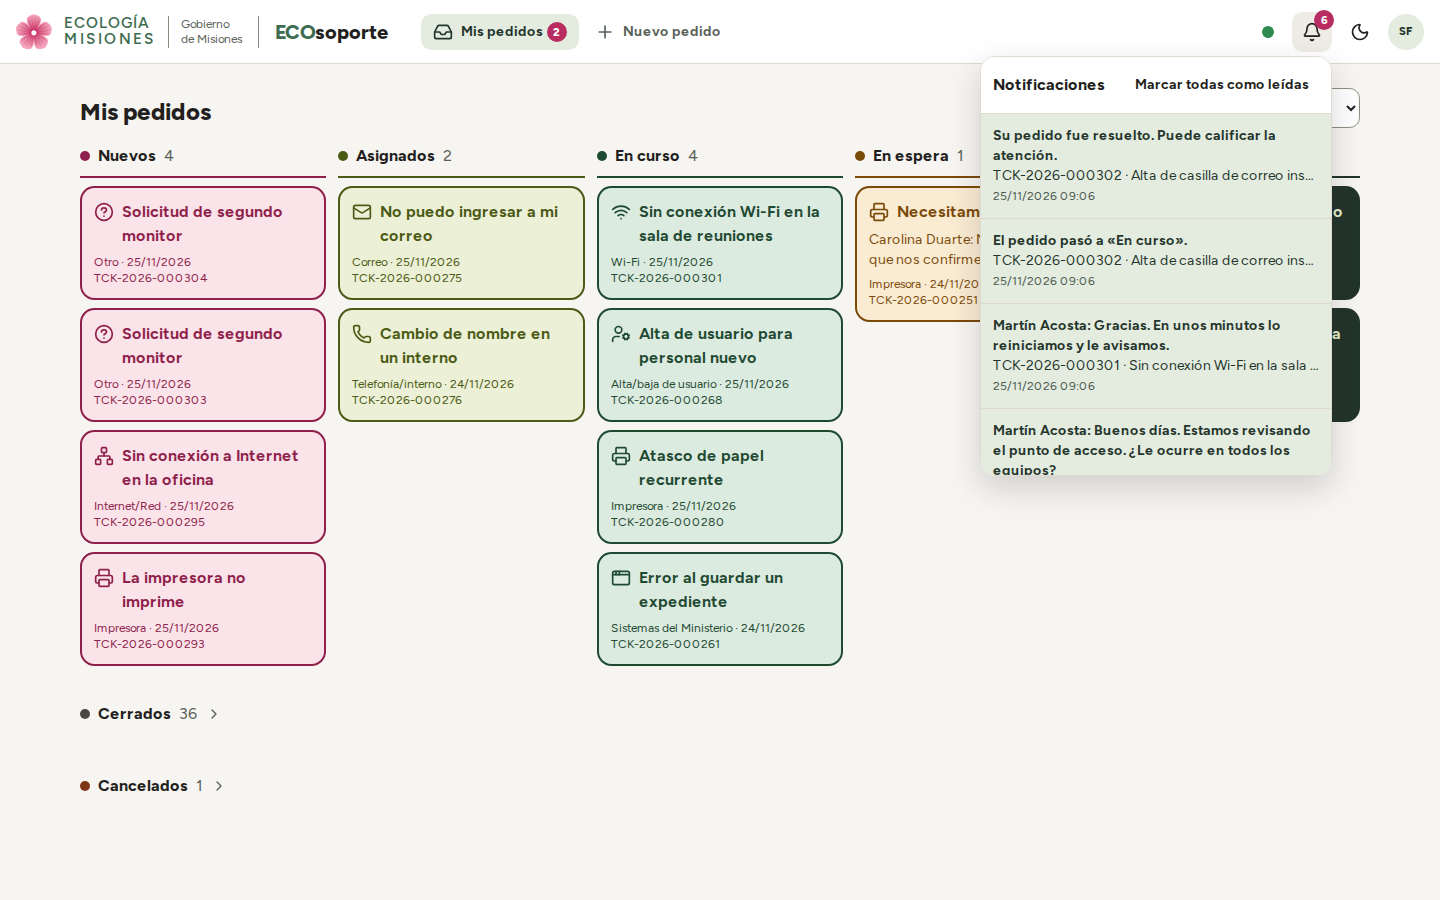 ECOLOGÍA
MISIONES
Gobierno
de Misiones
ECOsoporte
Mis pedidos 2
Nuevo pedido
6
SF
Mis pedidos
Notificaciones
Marcar todas como leídas
Su pedido fue resuelto. Puede calificar la
atención.
TCK-2026-000302 · Alta de casilla de correo ins...
25/11/2026 09:06
El pedido pasó a «En curso».
TCK-2026-000302 · Alta de casilla de correo ins...
25/11/2026 09:06
Martín Acosta: Gracias. En unos minutos lo
reiniciamos y le avisamos.
TCK-2026-000301 · Sin conexión Wi-Fi en la sala ...
25/11/2026 09:06
Martín Acosta: Buenos días. Estamos revisando
el punto de acceso. ¿Le ocurre en todos los
equipos?
Nuevos 4
Solicitud de segundo
monitor
Otro · 25/11/2026
TCK-2026-000304
Solicitud de segundo
monitor
Otro · 25/11/2026
TCK-2026-000303
Sin conexión a Internet
en la oficina
Internet/Red · 25/11/2026
TCK-2026-000295
La impresora no
imprime
Impresora · 25/11/2026
TCK-2026-000293
Asignados 2
No puedo ingresar a mi
correo
Correo · 25/11/2026
TCK-2026-000275
Cambio de nombre en
un interno
Telefonía/interno · 24/11/2026
TCK-2026-000276
En curso 4
Sin conexión Wi-Fi en la
sala de reuniones
Wi-Fi · 25/11/2026
TCK-2026-000301
Alta de usuario para
personal nuevo
Alta/baja de usuario · 25/11/2026
TCK-2026-000268
Atasco de papel
recurrente
Impresora · 25/11/2026
TCK-2026-000280
Error al guardar un
expediente
Sistemas del Ministerio · 24/11/2026
TCK-2026-000261
En espera 1
Necesitam
Carolina Duarte:
que nos confirme
Impresora · 24/11/20
TCK-2026-000251
o
a
Cerrados 36
Cancelados 1